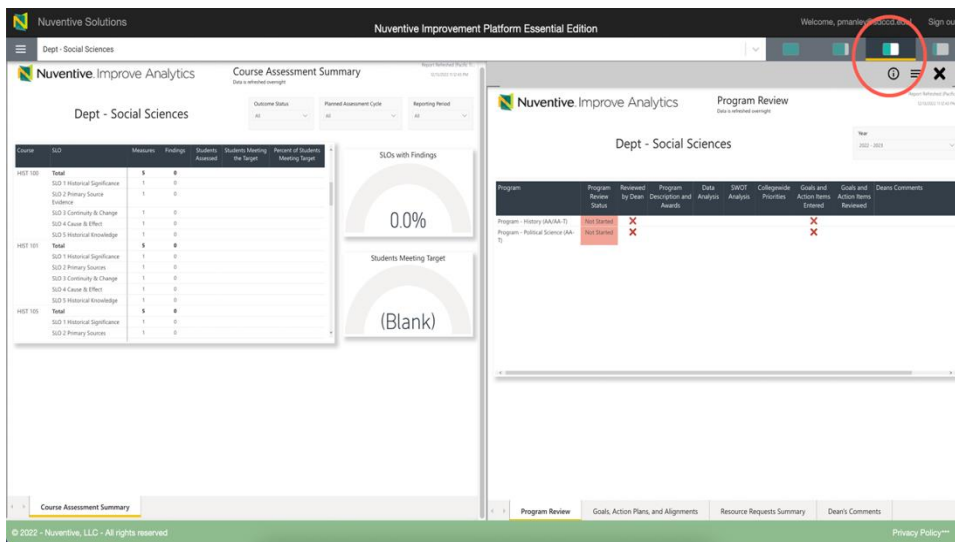 Nuventive Solutions
Nuventive Improvement Platform Essential Edition
Welcome, pmanley@sdccd.edu
Sign ou
Dept - Social Sciences
Nuventive. Improve Analytics
Course Assessment Summary
Data is refreshed overnight
Dept - Social Sciences
Outcome Status
All
Planned Assessment Cycle
All
Reporting Period
All
Course SLO Measures Findings Students Assessed Students Meeting the Target Percent of Students Meeting Target
HIST 100 Total 5 0
SLO 1 Historical Significance 1 0
SLO 2 Primary Source Evidence 1 0
SLO 3 Continuity & Change 1 0
SLO 4 Cause & Effect 1 0
SLO 5 Historical Knowledge 1 0
HIST 101 Total 5 0
SLO 1 Historical Significance 1 0
SLO 2 Primary Sources 1 0
SLO 3 Continuity & Change 1 0
SLO 4 Cause & Effect 1 0
SLO 5 Historical Knowledge 1 0
HIST 105 Total 5 0
SLO 1 Historical Significance 1 0
SLO 2 Primary Sources 1 0
SLOs with Findings
0.0%
Students Meeting Target
(Blank)
Course Assessment Summary
Nuventive. Improve Analytics
Program Review
Data is refreshed overnight
Dept - Social Sciences
Year
2022 - 2023
Program Program Review Status Reviewed by Dean Program Description and Awards Data Analysis SWOT Analysis Collegewide Priorities Goals and Action Items Entered Goals and Action Items Reviewed Deans Comments
Program - History (AA/AA-T) Not Started
Program - Political Science (AA-T) Not Started
Program Review
Goals, Action Plans, and Alignments
Resource Requests Summary
Dean's Comments
© 2022 - Nuventive, LLC - All rights reserved
Privacy Policy***